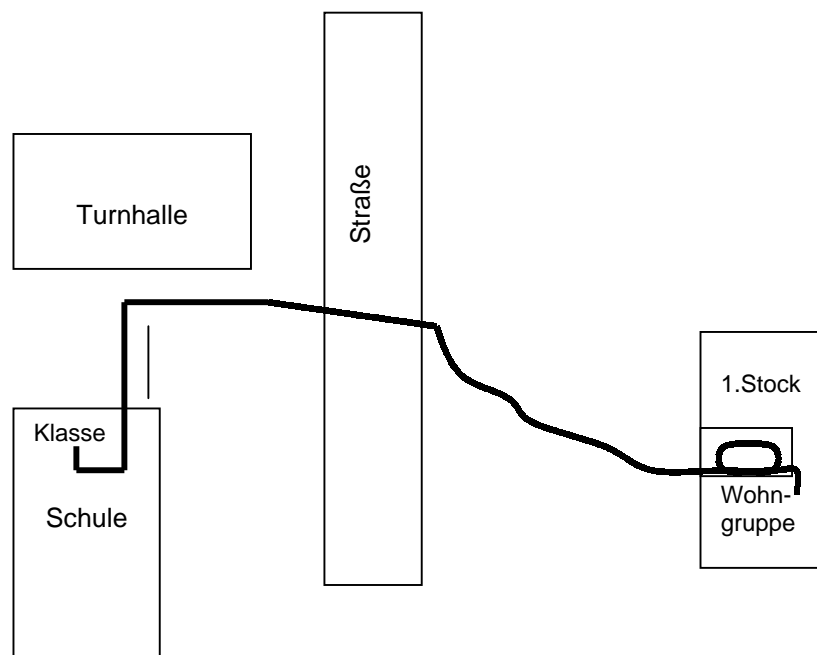 Turnhalle
Straße
Klasse
Schule
1.Stock
Wohn-
gruppe